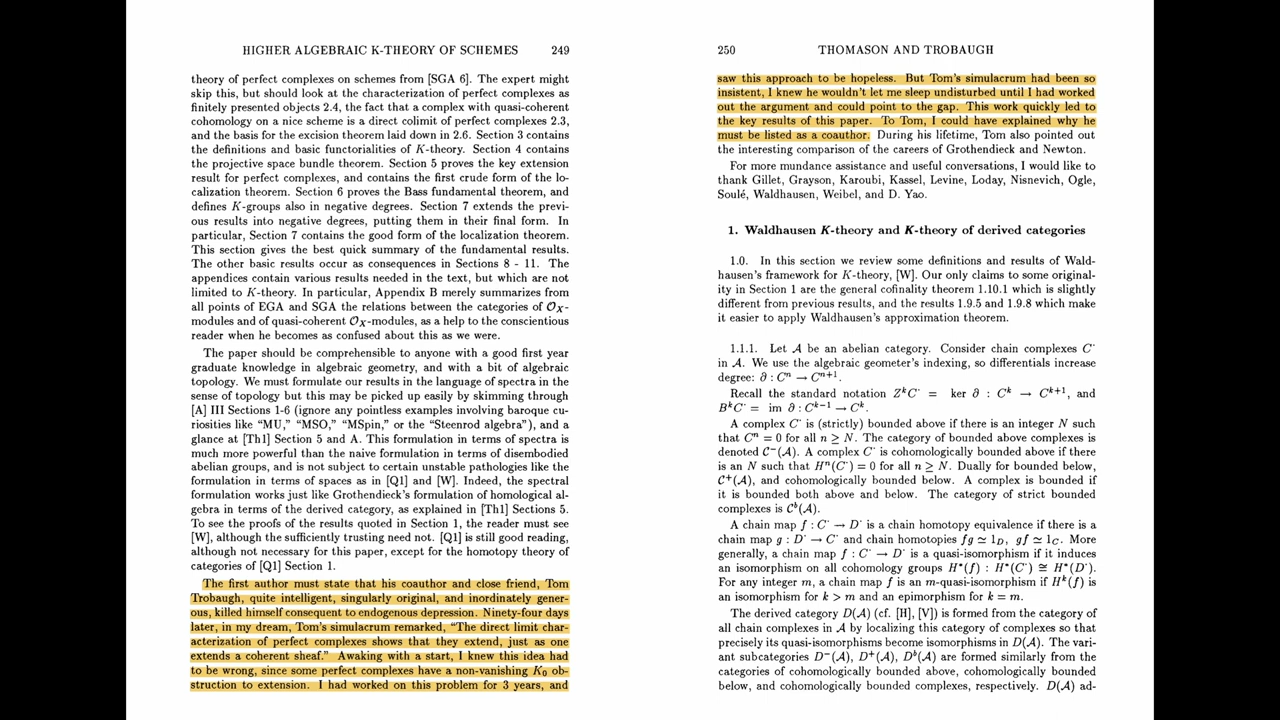 HIGHER ALGEBRAIC K-THEORY OF SCHEMES 249
theory of perfect complexes on schemes from [SGA 6]. The expert might
skip this, but should look at the characterization of perfect complexes as
finitely presented objects 2.4, the fact that a complex with quasi-coherent
cohomology on a nice scheme is a direct colimit of perfect complexes 2.3,
and the basis for the excision theorem laid down in 2.6. Section 3 contains
the definitions and basic functorialities of K-theory. Section 4 contains
the projective space bundle theorem. Section 5 proves the key extension
result for perfect complexes, and contains the first crude form of the lo-
calization theorem. Section 6 proves the Bass fundamental theorem, and
defines K-groups also in negative degrees. Section 7 extends the previ-
ous results into negative degrees, putting them in their final form. In
particular, Section 7 contains the good form of the localization theorem.
This section gives the best quick summary of the fundamental results.
The other basic results occur as consequences in Sections 8 - 11. The
appendices contain various results needed in the text, but which are not
limited to K-theory. In particular, Appendix B merely summarizes from
all points of EGA and SGA the relations between the categories of 𝒪_X-
modules and of quasi-coherent 𝒪_X-modules, as a help to the conscientious
reader when he becomes as confused about this as we were.
The paper should be comprehensible to anyone with a good first year
graduate knowledge in algebraic geometry, and with a bit of algebraic
topology. We must formulate our results in the language of spectra in the
sense of topology but this may be picked up easily by skimming through
[A] III Sections 1-6 (ignore any pointless examples involving baroque cu-
riosities like “MU,” “MSO,” “MSpin,” or the “Steenrod algebra”), and a
glance at [Th1] Section 5 and A. This formulation in terms of spectra is
much more powerful than the naive formulation in terms of disembodied
abelian groups, and is not subject to certain unstable pathologies like the
formulation in terms of spaces as in [Q1] and [W]. Indeed, the spectral
formulation works just like Grothendieck's formulation of homological al-
gebra in terms of the derived category, as explained in [Th1] Sections 5.
To see the proofs of the results quoted in Section 1, the reader must see
[W], although the sufficiently trusting need not. [Q1] is still good reading,
although not necessary for this paper, except for the homotopy theory of
categories of [Q1] Section 1.
The first author must state that his coauthor and close friend, Tom
Trobaugh, quite intelligent, singularly original, and inordinately gener-
ous, killed himself consequent to endogenous depression. Ninety-four days
later, in my dream, Tom's simulacrum remarked, “The direct limit char-
acterization of perfect complexes shows that they extend, just as one
extends a coherent sheaf.” Awaking with a start, I knew this idea had
to be wrong, since some perfect complexes have a non-vanishing K₀ ob-
struction to extension. I had worked on this problem for 3 years, and
250 THOMASON AND TROBAUGH
saw this approach to be hopeless. But Tom's simulacrum had been so
insistent, I knew he wouldn't let me sleep undisturbed until I had worked
out the argument and could point to the gap. This work quickly led to
the key results of this paper. To Tom, I could have explained why he
must be listed as a coauthor. During his lifetime, Tom also pointed out
the interesting comparison of the careers of Grothendieck and Newton.
For more mundance assistance and useful conversations, I would like to
thank Gillet, Grayson, Karoubi, Kassel, Levine, Loday, Nisnevich, Ogle,
Soulé, Waldhausen, Weibel, and D. Yao.
1. Waldhausen K-theory and K-theory of derived categories
1.0. In this section we review some definitions and results of Wald-
hausen's framework for K-theory, [W]. Our only claims to some original-
ity in Section 1 are the general cofinality theorem 1.10.1 which is slightly
different from previous results, and the results 1.9.5 and 1.9.8 which make
it easier to apply Waldhausen's approximation theorem.
1.1.1. Let 𝒜 be an abelian category. Consider chain complexes C˙
in 𝒜. We use the algebraic geometer's indexing, so differentials increase
degree: ∂ : Cⁿ → Cⁿ⁺¹.
Recall the standard notation ZᵏC˙ = ker ∂ : Cᵏ → Cᵏ⁺¹, and
BᵏC˙ = im ∂ : Cᵏ⁻¹ → Cᵏ.
A complex C˙ is (strictly) bounded above if there is an integer N such
that Cⁿ = 0 for all n ≥ N. The category of bounded above complexes is
denoted 𝒞⁻(𝒜). A complex C˙ is cohomologically bounded above if there
is an N such that Hⁿ(C˙) = 0 for all n ≥ N. Dually for bounded below,
𝒞⁺(𝒜), and cohomologically bounded below. A complex is bounded if
it is bounded both above and below. The category of strict bounded
complexes is 𝒞ᵇ(𝒜).
A chain map f : C˙ → D˙ is a chain homotopy equivalence if there is a
chain map g : D˙ → C˙ and chain homotopies fg ≃ 1_D, gf ≃ 1_C. More
generally, a chain map f : C˙ → D˙ is a quasi-isomorphism if it induces
an isomorphism on all cohomology groups H*(f) : H*(C˙) ≅ H*(D˙).
For any integer m, a chain map f is an m-quasi-isomorphism if Hᵏ(f) is
an isomorphism for k > m and an epimorphism for k = m.
The derived category D(𝒜) (cf. [H], [V]) is formed from the category of
all chain complexes in 𝒜 by localizing this category of complexes so that
precisely its quasi-isomorphisms become isomorphisms in D(𝒜). The vari-
ant subcategories D⁻(𝒜), D⁺(𝒜), Dᵇ(𝒜) are formed similarly from the
categories of cohomologically bounded above, cohomologically bounded
below, and cohomologically bounded complexes, respectively. D(𝒜) ad-